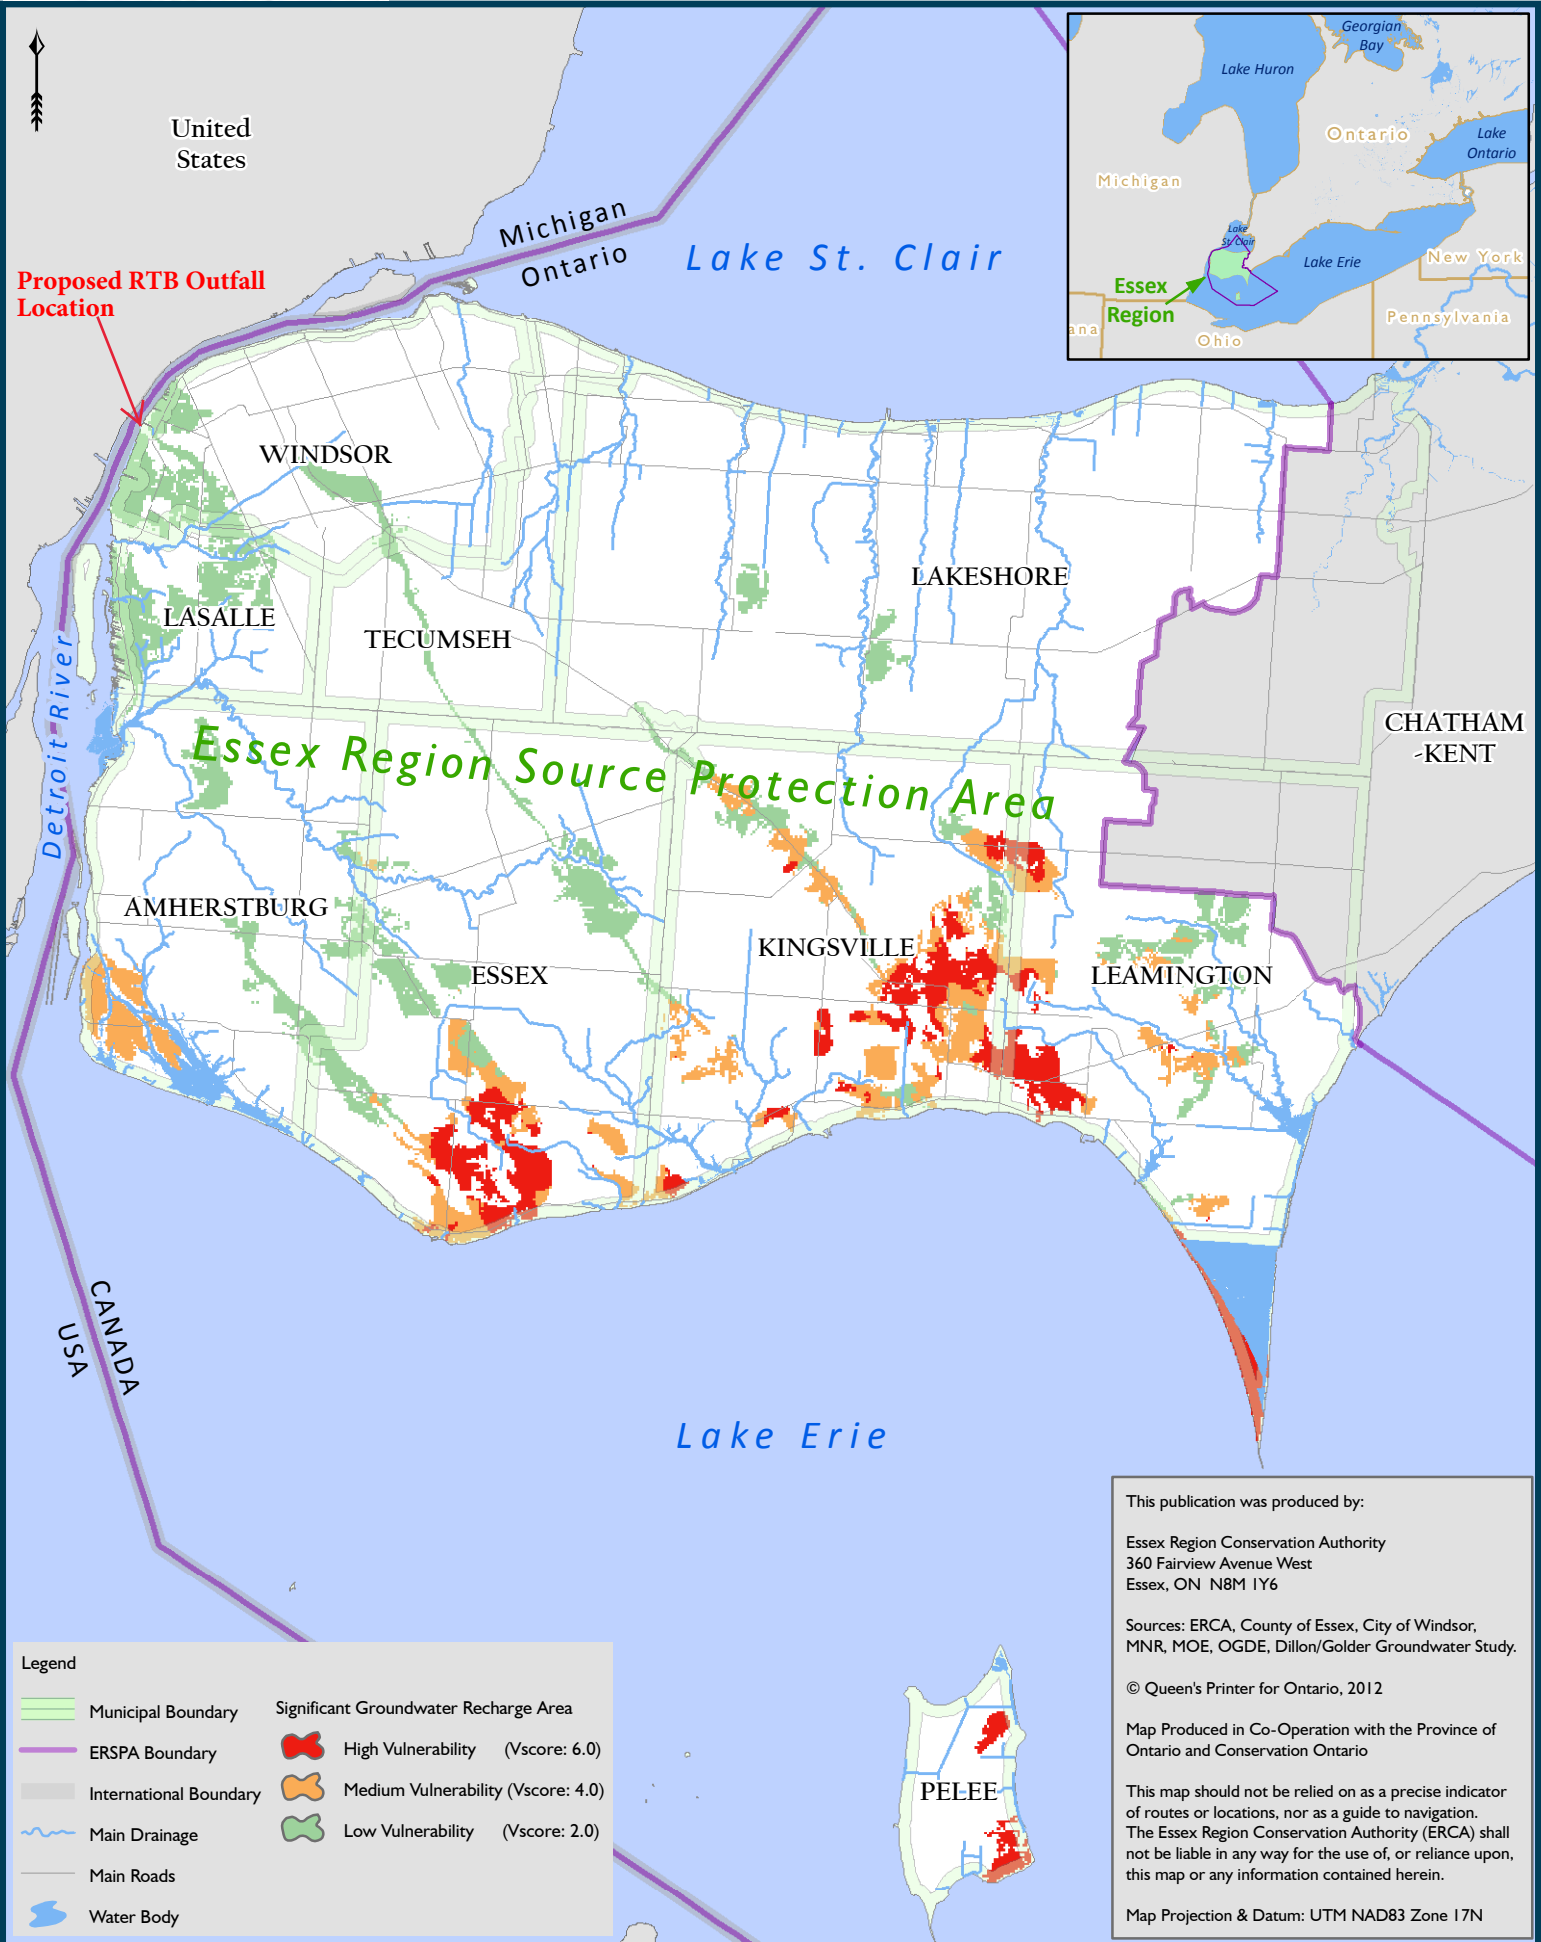 United
States
Proposed RTB Outfall
Location
Michigan
Ontario
Lake St. Clair
Georgian
Bay
Lake Huron
Ontario
Lake
Ontario
Michigan
Lake
St. Clair
Lake Erie
New York
Essex
Region
Pennsylvania
ana
Ohio
WINDSOR
LAKESHORE
LASALLE
TECUMSEH
Detroit River
CHATHAM
-KENT
Essex Region Source Protection Area
AMHERSTBURG
KINGSVILLE
ESSEX
LEAMINGTON
CANADA
USA
Lake Erie
PELEE
Legend
Municipal Boundary
ERSPA Boundary
International Boundary
Main Drainage
Main Roads
Water Body
Significant Groundwater Recharge Area
High Vulnerability (Vscore: 6.0)
Medium Vulnerability (Vscore: 4.0)
Low Vulnerability (Vscore: 2.0)
This publication was produced by:
Essex Region Conservation Authority
360 Fairview Avenue West
Essex, ON N8M 1Y6
Sources: ERCA, County of Essex, City of Windsor,
MNR, MOE, OGDE, Dillon/Golder Groundwater Study.
© Queen's Printer for Ontario, 2012
Map Produced in Co-Operation with the Province of
Ontario and Conservation Ontario
This map should not be relied on as a precise indicator
of routes or locations, nor as a guide to navigation.
The Essex Region Conservation Authority (ERCA) shall
not be liable in any way for the use of, or reliance upon,
this map or any information contained herein.
Map Projection & Datum: UTM NAD83 Zone 17N